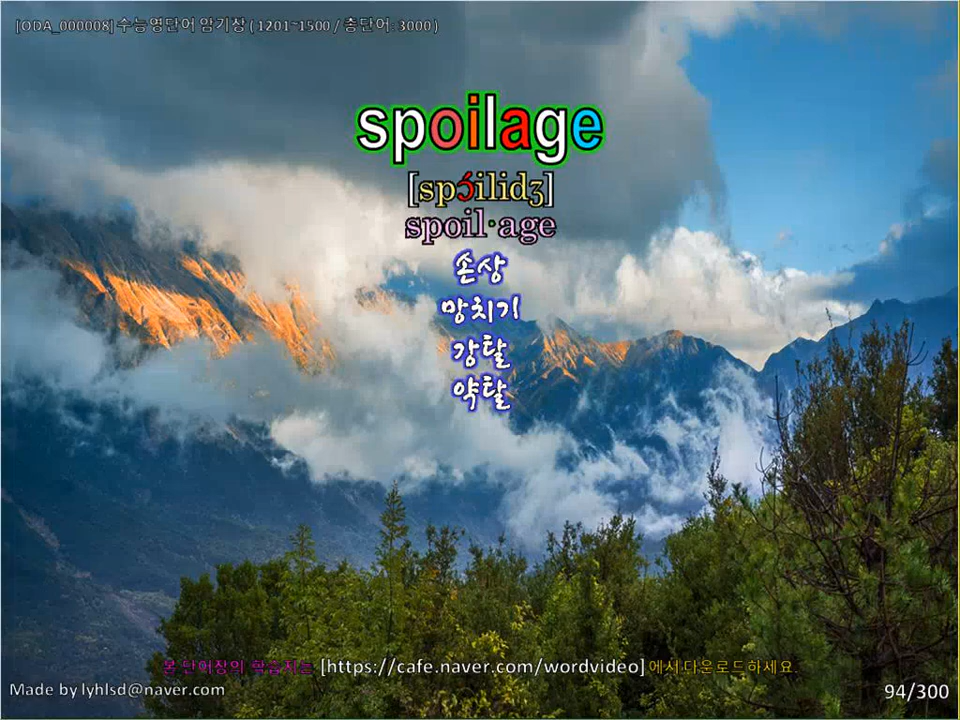 [ODA_000008] 수능영단어 암기장 ( 1201~1500 / 총단어: 3000 )
spoilage
[spɔ́ilidʒ]
spoil·age
손상
망치기
강탈
약탈
본 단어장의 학습지는 [https://cafe.naver.com/wordvideo] 에서 다운로드하세요.
Made by lyhlsd@naver.com
94/300